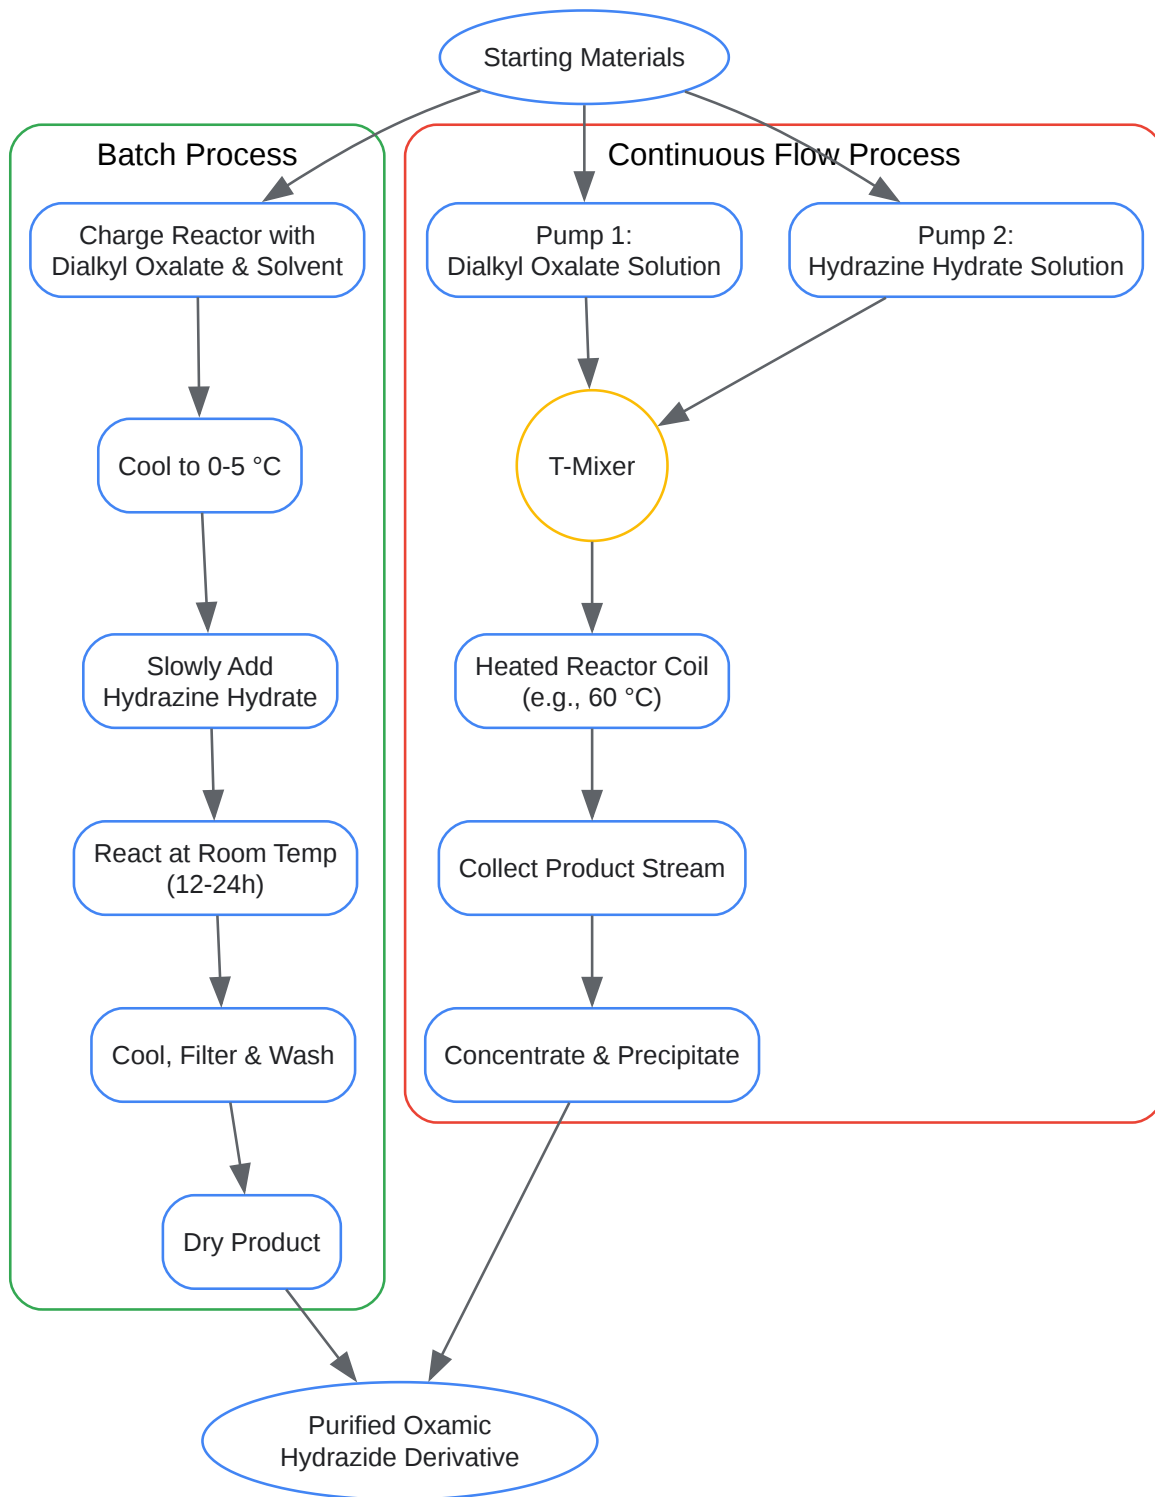 Starting Materials
Batch Process
Charge Reactor with
Dialkyl Oxalate & Solvent
Cool to 0-5 °C
Slowly Add
Hydrazine Hydrate
React at Room Temp
(12-24h)
Cool, Filter & Wash
Dry Product
Continuous Flow Process
Pump 1:
Dialkyl Oxalate Solution
Pump 2:
Hydrazine Hydrate Solution
T-Mixer
Heated Reactor Coil
(e.g., 60 °C)
Collect Product Stream
Concentrate & Precipitate
Purified Oxamic
Hydrazide Derivative